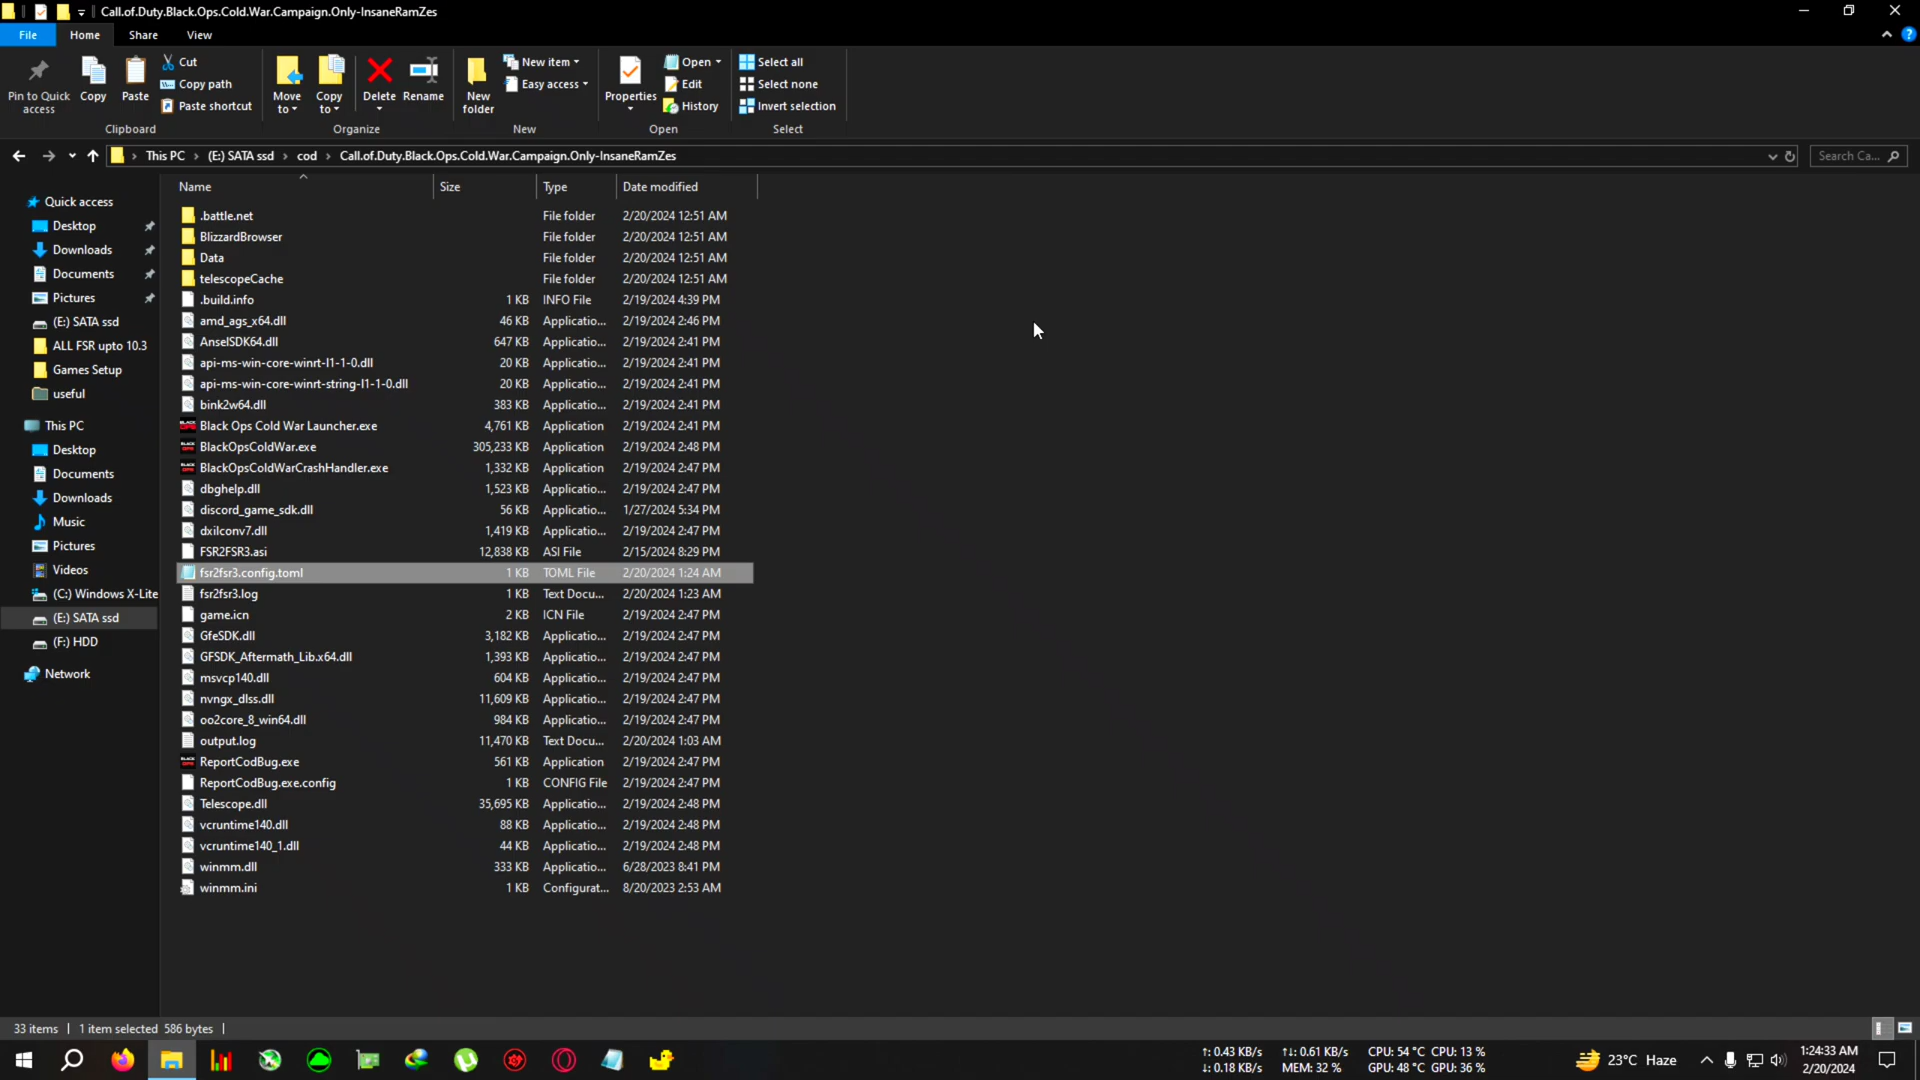 Call.of.Duty.Black.Ops.Cold.War.Campaign.Only-InsaneRamZes
File Home Share View
Pin to Quick access
Copy
Paste
Cut
Copy path
Paste shortcut
Clipboard
Move to
Copy to
Delete
Rename
Organize
New folder
New item
Easy access
New
Properties
Open
Edit
History
Open
Select all
Select none
Invert selection
Select
This PC (E:) SATA ssd cod Call.of.Duty.Black.Ops.Cold.War.Campaign.Only-InsaneRamZes
Search Ca...
Quick access
Desktop
Downloads
Documents
Pictures
(E:) SATA ssd
ALL FSR upto 10.3
Games Setup
useful
This PC
Desktop
Documents
Downloads
Music
Pictures
Videos
(C:) Windows X-Lite
(E:) SATA ssd
(F:) HDD
Network
Name Size Type Date modified
.battle.net File folder 2/20/2024 12:51 AM
BlizzardBrowser File folder 2/20/2024 12:51 AM
Data File folder 2/20/2024 12:51 AM
telescopeCache File folder 2/20/2024 12:51 AM
.build.info 1 KB INFO File 2/19/2024 4:39 PM
amd_ags_x64.dll 46 KB Applicatio... 2/19/2024 2:46 PM
AnselSDK64.dll 647 KB Applicatio... 2/19/2024 2:41 PM
api-ms-win-core-winrt-l1-1-0.dll 20 KB Applicatio... 2/19/2024 2:41 PM
api-ms-win-core-winrt-string-l1-1-0.dll 20 KB Applicatio... 2/19/2024 2:41 PM
bink2w64.dll 383 KB Applicatio... 2/19/2024 2:41 PM
Black Ops Cold War Launcher.exe 4,761 KB Application 2/19/2024 2:41 PM
BlackOpsColdWar.exe 305,233 KB Application 2/19/2024 2:48 PM
BlackOpsColdWarCrashHandler.exe 1,332 KB Application 2/19/2024 2:47 PM
dbghelp.dll 1,523 KB Applicatio... 2/19/2024 2:47 PM
discord_game_sdk.dll 56 KB Applicatio... 1/27/2024 5:34 PM
dxilconv7.dll 1,419 KB Applicatio... 2/19/2024 2:47 PM
FSR2FSR3.asi 12,838 KB ASI File 2/15/2024 8:29 PM
fsr2fsr3.config.toml 1 KB TOML File 2/20/2024 1:24 AM
fsr2fsr3.log 1 KB Text Docu... 2/20/2024 1:23 AM
game.icn 2 KB ICN File 2/19/2024 2:47 PM
GfeSDK.dll 3,182 KB Applicatio... 2/19/2024 2:47 PM
GFSDK_Aftermath_Lib.x64.dll 1,393 KB Applicatio... 2/19/2024 2:47 PM
msvcp140.dll 604 KB Applicatio... 2/19/2024 2:47 PM
nvngx_dlss.dll 11,609 KB Applicatio... 2/19/2024 2:47 PM
oo2core_8_win64.dll 984 KB Applicatio... 2/19/2024 2:47 PM
output.log 11,470 KB Text Docu... 2/20/2024 1:03 AM
ReportCodBug.exe 561 KB Application 2/19/2024 2:47 PM
ReportCodBug.exe.config 1 KB CONFIG File 2/19/2024 2:47 PM
Telescope.dll 35,695 KB Applicatio... 2/19/2024 2:48 PM
vcruntime140.dll 88 KB Applicatio... 2/19/2024 2:48 PM
vcruntime140_1.dll 44 KB Applicatio... 2/19/2024 2:48 PM
winmm.dll 333 KB Applicatio... 6/28/2023 8:41 PM
winmm.ini 1 KB Configurat... 8/20/2023 2:53 AM
33 items 1 item selected 586 bytes
↑: 0.43 KB/s ↑↓: 0.61 KB/s CPU: 54 °C CPU: 13 %
↓: 0.18 KB/s MEM: 32 % GPU: 48 °C GPU: 36 %
23°C Haze
1:24:33 AM
2/20/2024